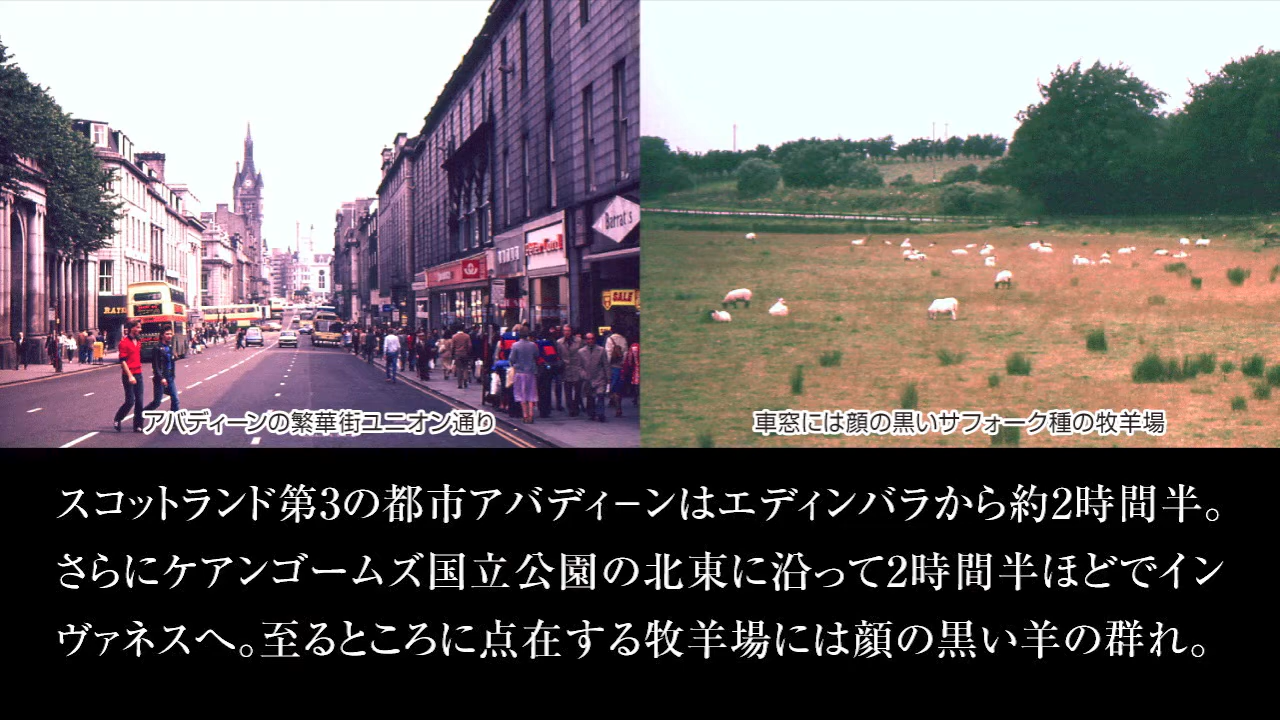 Barrat's
SALE
アバディーンの繁華街ユニオン通り
車窓には顔の黒いサフォーク種の牧羊場
スコットランド第3の都市アバディーンはエディンバラから約2時間半。
さらにケアンゴームズ国立公園の北東に沿って2時間半ほどでイン
ヴァネスへ。至るところに点在する牧羊場には顔の黒い羊の群れ。